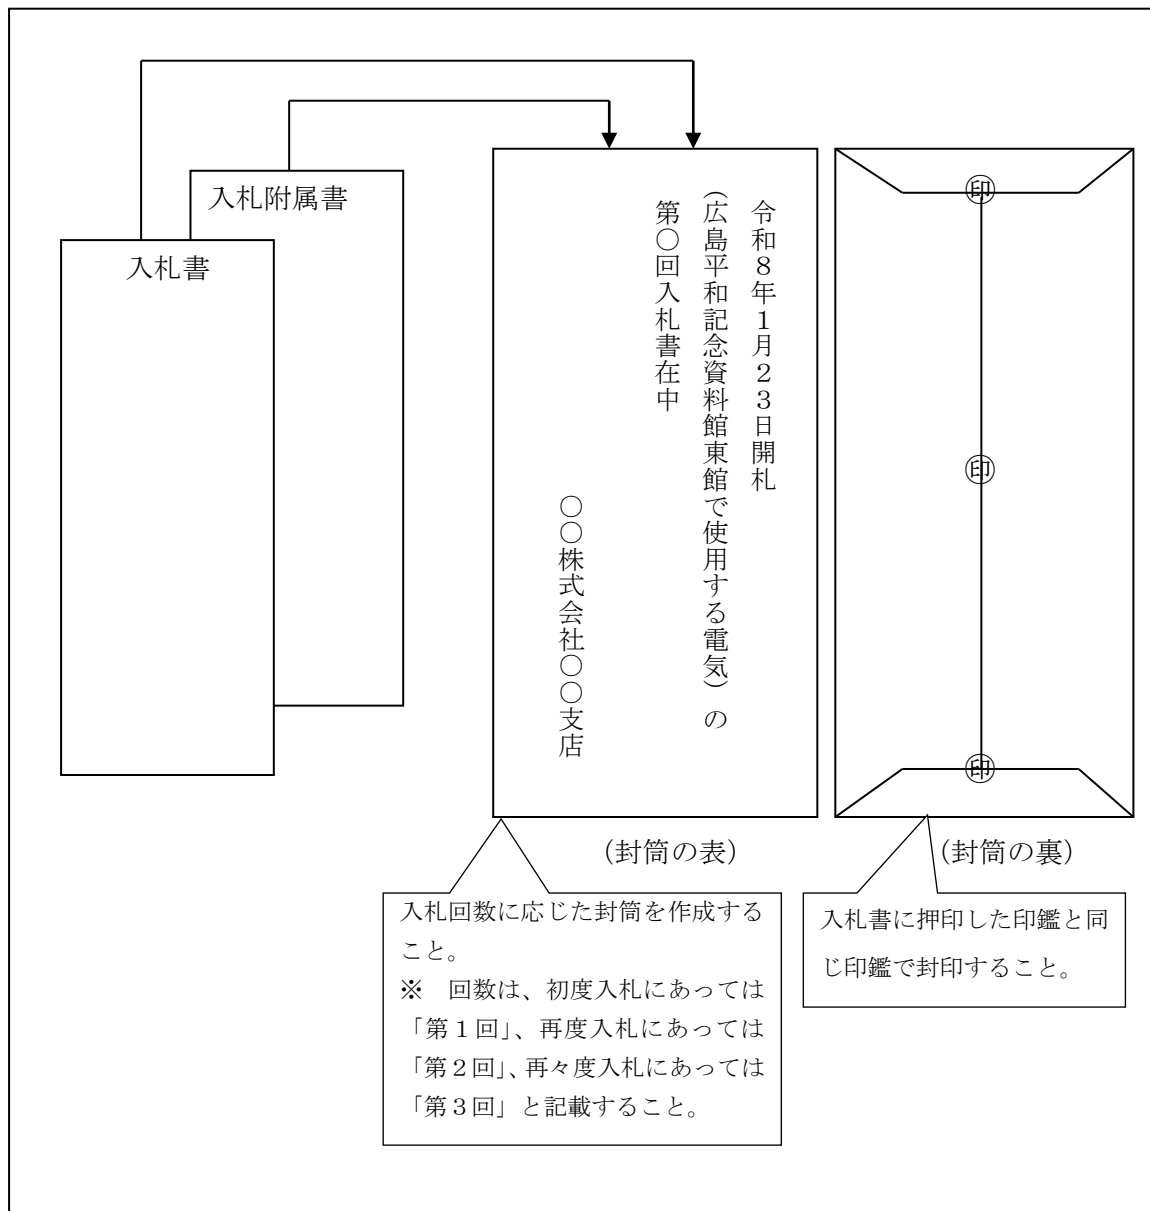 入札附属書
入札書
令和８年１月２３日開札
（広島平和記念資料館東館で使用する電気）の
第〇回入札書在中
〇〇株式会社〇〇支店
印
印
印
（封筒の表）
（封筒の裏）
入札回数に応じた封筒を作成する
こと。
※　回数は、初度入札にあっては
「第１回」、再度入札にあっては
「第２回」、再々度入札にあっては
「第３回」と記載すること。
入札書に押印した印鑑と同
じ印鑑で封印すること。